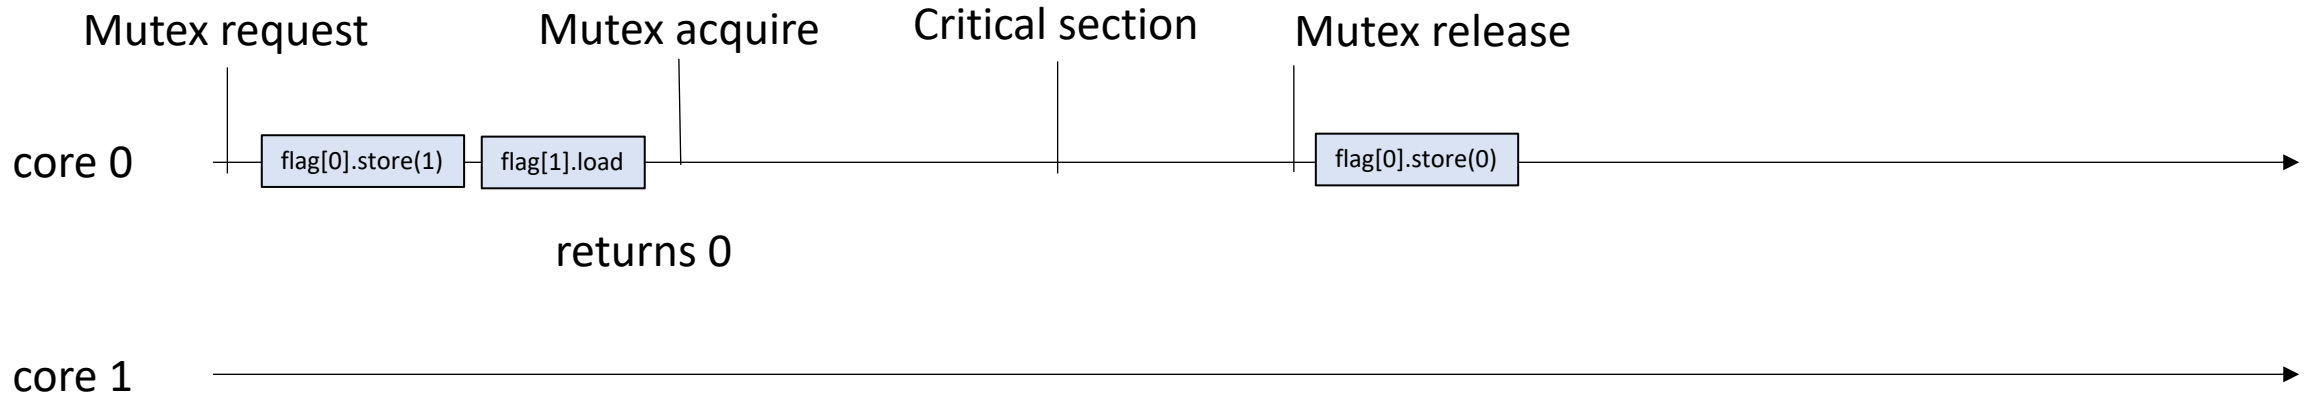 Mutex request
Mutex acquire
Critical section
Mutex release
core 0
flag[0].store(1)
flag[1].load
flag[0].store(0)
returns 0
core 1